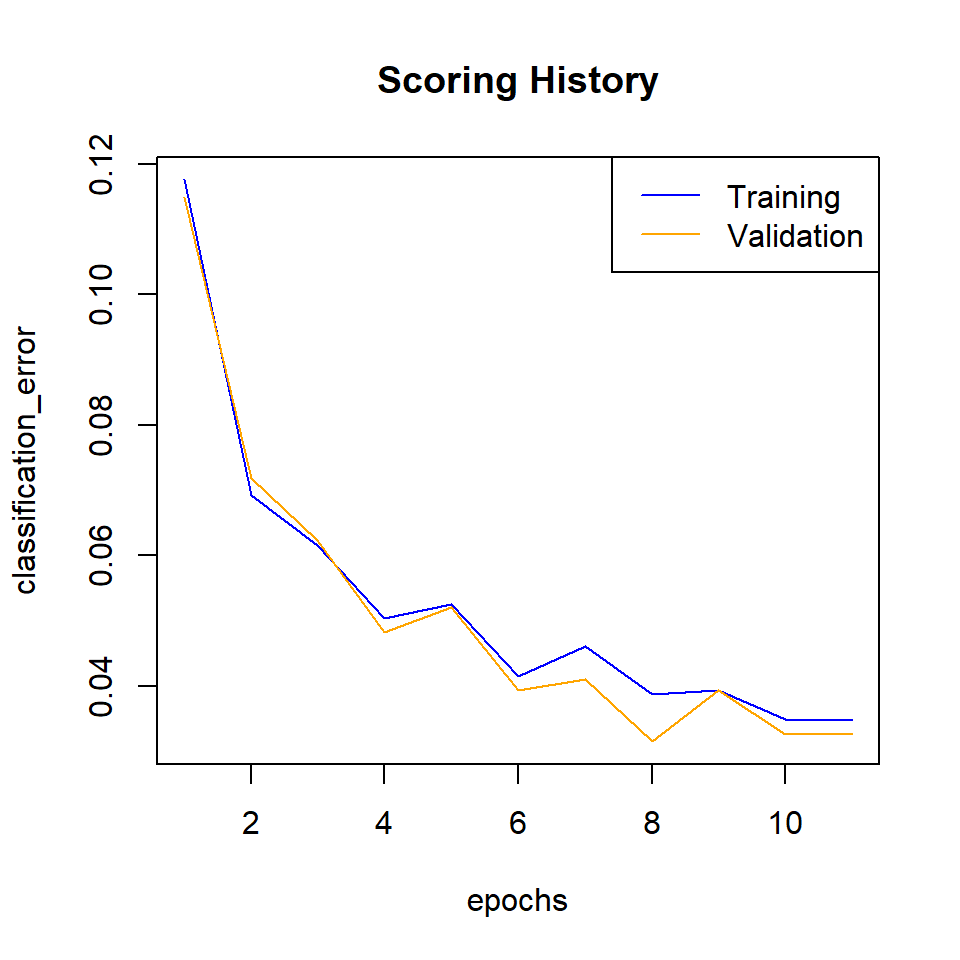 Scoring History
Training
Validation
classification_error
0.12
0.10
0.08
0.06
0.04
2 4 6 8 10
epochs